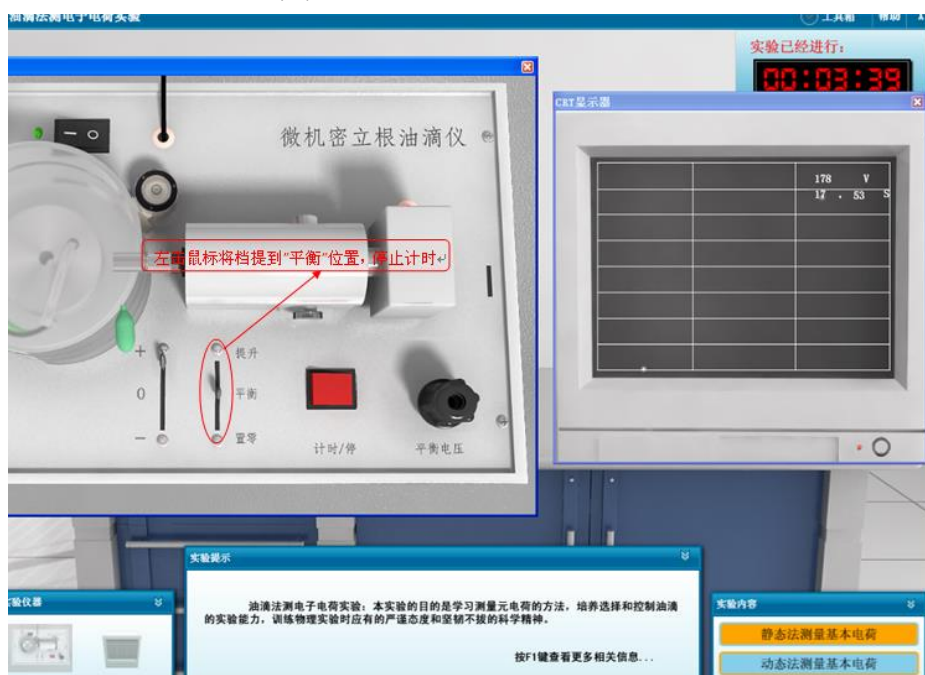 油滴法测电子电荷实验
工具箱 帮助
实验已经进行:
00:03:39
CRT显示器
178 V
17 . 53 S
微机密立根油滴仪
左击鼠标将档提到"平衡"位置,停止计时↵
+
0
-
提升
平衡
置零
计时/停
平衡电压
实验提示
油滴法测电子电荷实验: 本实验的目的是学习测量元电荷的方法, 培养选择和控制油滴
的实验能力, 训练物理实验时应有的严谨态度和坚韧不拔的科学精神。
按F1键查看更多相关信息...
实验仪器
实验内容
静态法测量基本电荷
动态法测量基本电荷